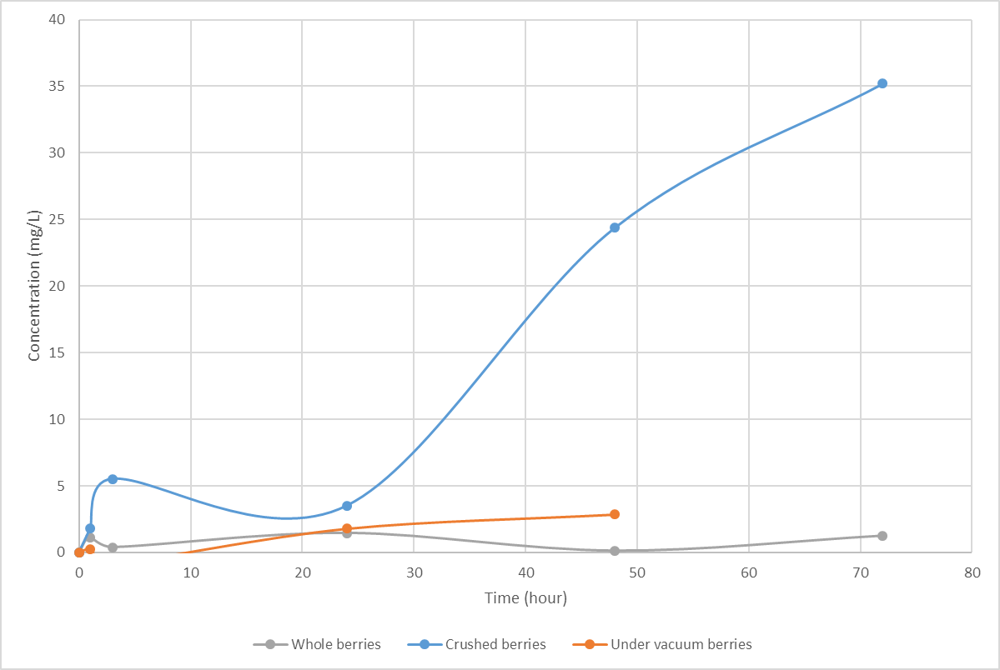 40
35
30
25
20
15
10
5
0
Concentration (mg/L)
0 10 20 30 40 50 60 70 80
Time (hour)
Whole berries Crushed berries Under vacuum berries